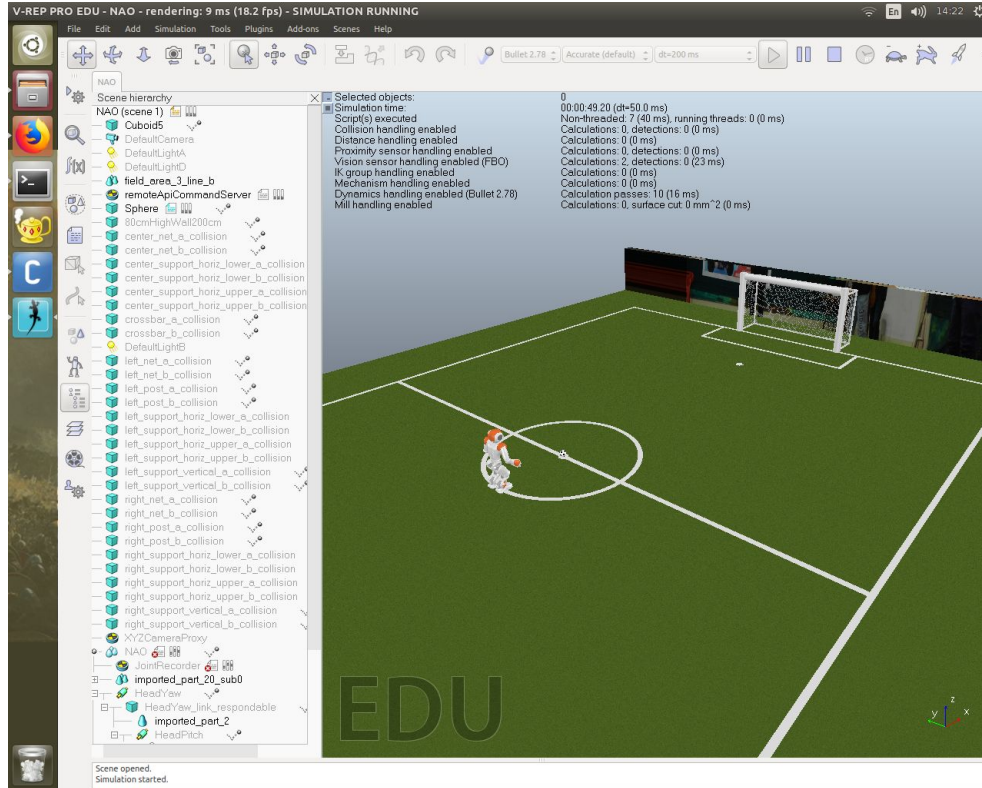 V-REP PRO EDU - NAO - rendering: 9 ms (18.2 fps) - SIMULATION RUNNING
En
14:22
File Edit Add Simulation Tools Plugins Add-ons Scenes Help
Bullet 2.78
Accurate (default)
dt=200 ms
NAO
Scene hierarchy
NAO (scene 1)
Cuboid5
DefaultCamera
DefaultLightA
DefaultLightD
field_area_3_line_b
remoteApiCommandServer
Sphere
80cmHighWall200cm
center_net_a_collision
center_net_b_collision
center_support_horiz_lower_a_collision
center_support_horiz_lower_b_collision
center_support_horiz_upper_a_collision
center_support_horiz_upper_b_collision
crossbar_a_collision
crossbar_b_collision
DefaultLightB
left_net_a_collision
left_net_b_collision
left_post_a_collision
left_post_b_collision
left_support_horiz_lower_a_collision
left_support_horiz_lower_b_collision
left_support_horiz_upper_a_collision
left_support_horiz_upper_b_collision
left_support_vertical_a_collision
left_support_vertical_b_collision
right_net_a_collision
right_net_b_collision
right_post_a_collision
right_post_b_collision
right_support_horiz_lower_a_collision
right_support_horiz_lower_b_collision
right_support_horiz_upper_a_collision
right_support_horiz_upper_b_collision
right_support_vertical_a_collision
right_support_vertical_b_collision
XYZCameraProxy
NAO
JointRecorder
imported_part_20_sub0
HeadYaw
HeadYaw_link_respondable
imported_part_2
HeadPitch
Selected objects: 0
Simulation time: 00:00:49.20 (dt=50.0 ms)
Script(s) executed Non-threaded: 7 (40 ms), running threads: 0 (0 ms)
Collision handling enabled Calculations: 0, detections: 0 (0 ms)
Distance handling enabled Calculations: 0 (0 ms)
Proximity sensor handling enabled Calculations: 0, detections: 0 (0 ms)
Vision sensor handling enabled (FBO) Calculations: 2, detections: 0 (23 ms)
IK group handling enabled Calculations: 0 (0 ms)
Mechanism handling enabled Calculations: 0 (0 ms)
Dynamics handling enabled (Bullet 2.78) Calculation passes: 10 (16 ms)
Mill handling enabled Calculations: 0, surface cut: 0 mm^2 (0 ms)
EDU
z
y
x
Scene opened.
Simulation started.
f(x)
>_
C